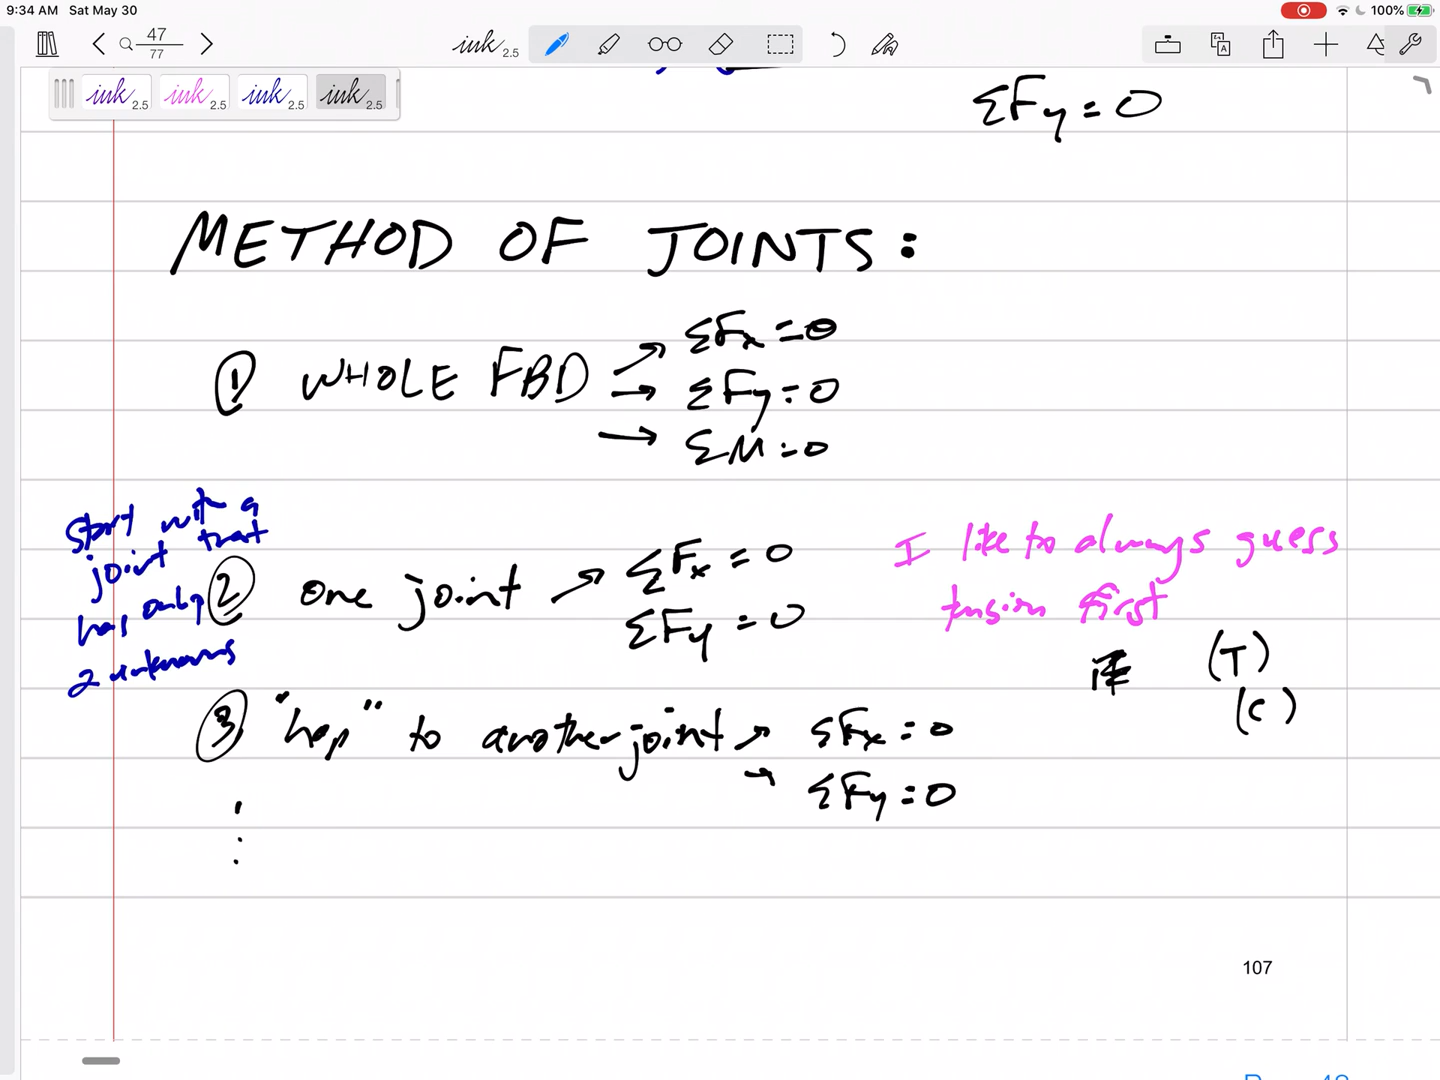 9:34 AM Sat May 30
100%
47
77
ink 2.5
ink 2.5
ink 2.5
ink 2.5
ink 2.5
ΣFy = 0
METHOD OF JOINTS:
① WHOLE FBD → ΣFx = 0
→ ΣFy = 0
→ ΣM = 0
start with a
joint that
has only
2 unknowns
② one joint → ΣFx = 0
ΣFy = 0
I like to always guess
tension first
(T)
(C)
③ "hop" to another joint → ΣFx = 0
→ ΣFy = 0
⋮
107